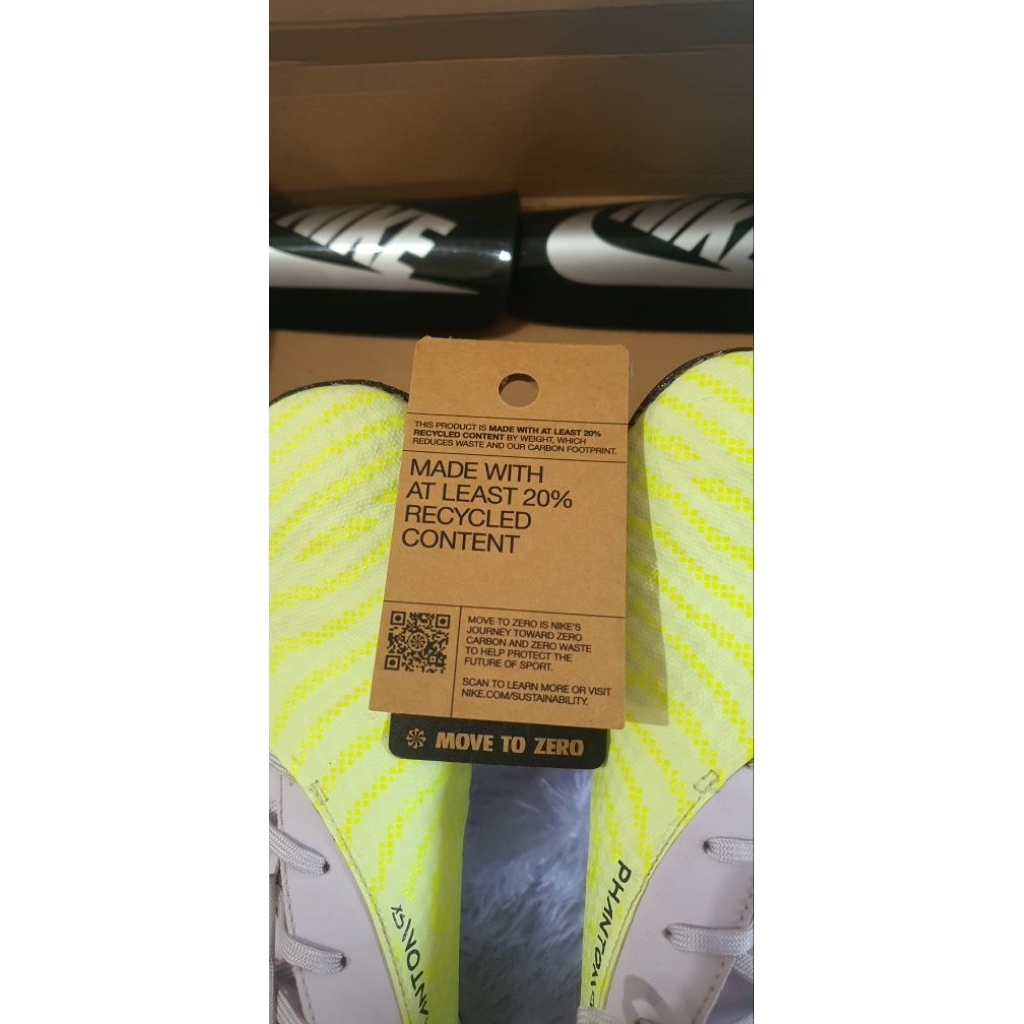 NIKE
NIKE
THIS PRODUCT IS MADE WITH AT LEAST 20%
RECYCLED CONTENT BY WEIGHT, WHICH
REDUCES WASTE AND OUR CARBON FOOTPRINT.
MADE WITH
AT LEAST 20%
RECYCLED
CONTENT
MOVE TO ZERO IS NIKE'S
JOURNEY TOWARD ZERO
CARBON AND ZERO WASTE
TO HELP PROTECT THE
FUTURE OF SPORT.
SCAN TO LEARN MORE OR VISIT
NIKE.COM/SUSTAINABILITY.
MOVE TO ZERO
PHANTOM